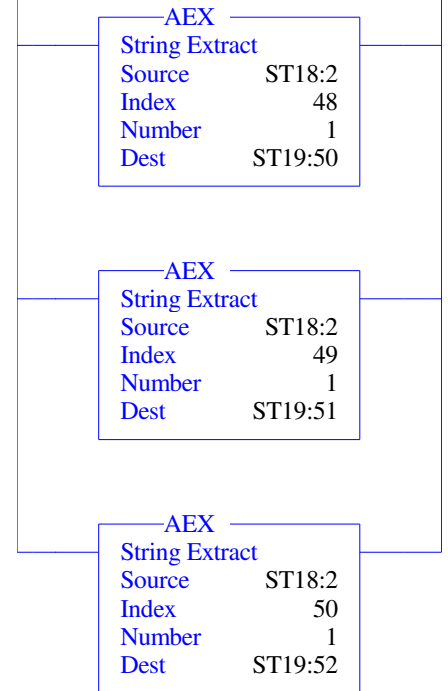 AEX
String Extract
Source ST18:2
Index 48
Number 1
Dest ST19:50
AEX
String Extract
Source ST18:2
Index 49
Number 1
Dest ST19:51
AEX
String Extract
Source ST18:2
Index 50
Number 1
Dest ST19:52